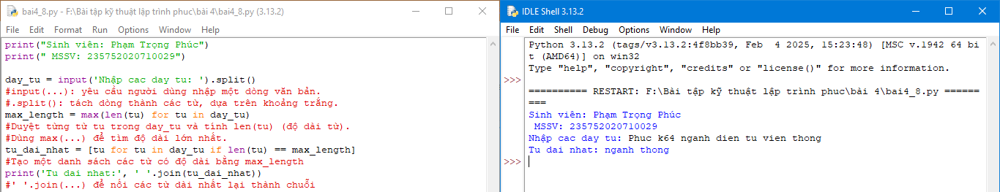 bai4_8.py - F:\Bài tập kỹ thuật lập trình phuc\bài 4\bai4_8.py (3.13.2)
File Edit Format Run Options Window Help
print("Sinh viên: Phạm Trọng Phúc")
print(" MSSV: 235752020710029")
day_tu = input('Nhập cac day tu: ').split()
#input(...): yêu cầu người dùng nhập một dòng văn bản.
#.split(): tách dòng thành các từ, dựa trên khoảng trắng.
max_length = max(len(tu) for tu in day_tu)
#Duyệt từng từ tu trong day_tu và tính len(tu) (độ dài từ).
#Dùng max(...) để tìm độ dài lớn nhất.
tu_dai_nhat = [tu for tu in day_tu if len(tu) == max_length]
#Tạo một danh sách các từ có độ dài bằng max_length
print('Tu dai nhat:', ' '.join(tu_dai_nhat))
#' '.join(...) để nối các từ dài nhất lại thành chuỗi
IDLE Shell 3.13.2
File Edit Shell Debug Options Window Help
Python 3.13.2 (tags/v3.13.2:4f8bb39, Feb  4 2025, 15:23:48) [MSC v.1942 64 bi
t (AMD64)] on win32
Type "help", "copyright", "credits" or "license()" for more information.
>>>
========== RESTART: F:\Bài tập kỹ thuật lập trình phuc\bài 4\bai4_8.py ======
===
Sinh viên: Phạm Trọng Phúc
 MSSV: 235752020710029
Nhập cac day tu: Phuc k64 nganh dien tu vien thong
Tu dai nhat: nganh thong
>>>